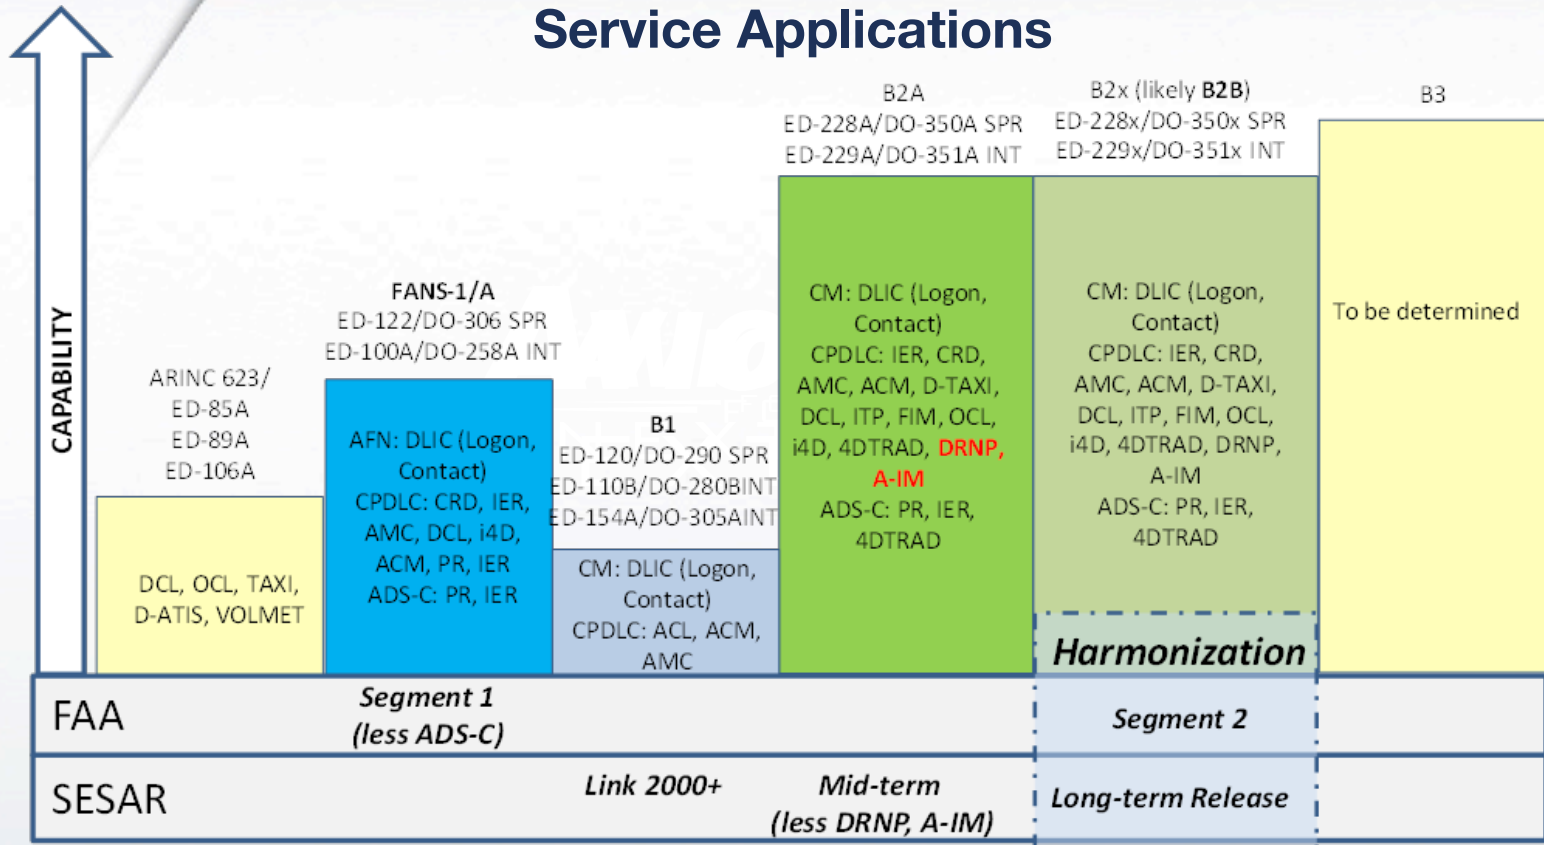 Service Applications
CAPABILITY
ARINC 623/
ED-85A
ED-89A
ED-106A
DCL, OCL, TAXI,
D-ATIS, VOLMET
FANS-1/A
ED-122/DO-306 SPR
ED-100A/DO-258A INT
AFN: DLIC (Logon,
Contact)
CPDLC: CRD, IER,
AMC, DCL, i4D,
ACM, PR, IER
ADS-C: PR, IER
B1
ED-120/DO-290 SPR
ED-110B/DO-280BINT
ED-154A/DO-305AINT
CM: DLIC (Logon,
Contact)
CPDLC: ACL, ACM,
AMC
B2A
ED-228A/DO-350A SPR
ED-229A/DO-351A INT
CM: DLIC (Logon,
Contact)
CPDLC: IER, CRD,
AMC, ACM, D-TAXI,
DCL, ITP, FIM, OCL,
i4D, 4DTRAD, DRNP,
A-IM
ADS-C: PR, IER,
4DTRAD
B2x (likely B2B)
ED-228x/DO-350x SPR
ED-229x/DO-351x INT
CM: DLIC (Logon,
Contact)
CPDLC: IER, CRD,
AMC, ACM, D-TAXI,
DCL, ITP, FIM, OCL,
i4D, 4DTRAD, DRNP,
A-IM
ADS-C: PR, IER,
4DTRAD
Harmonization
B3
To be determined
FAA
Segment 1
(less ADS-C)
Segment 2
SESAR
Link 2000+
Mid-term
(less DRNP, A-IM)
Long-term Release